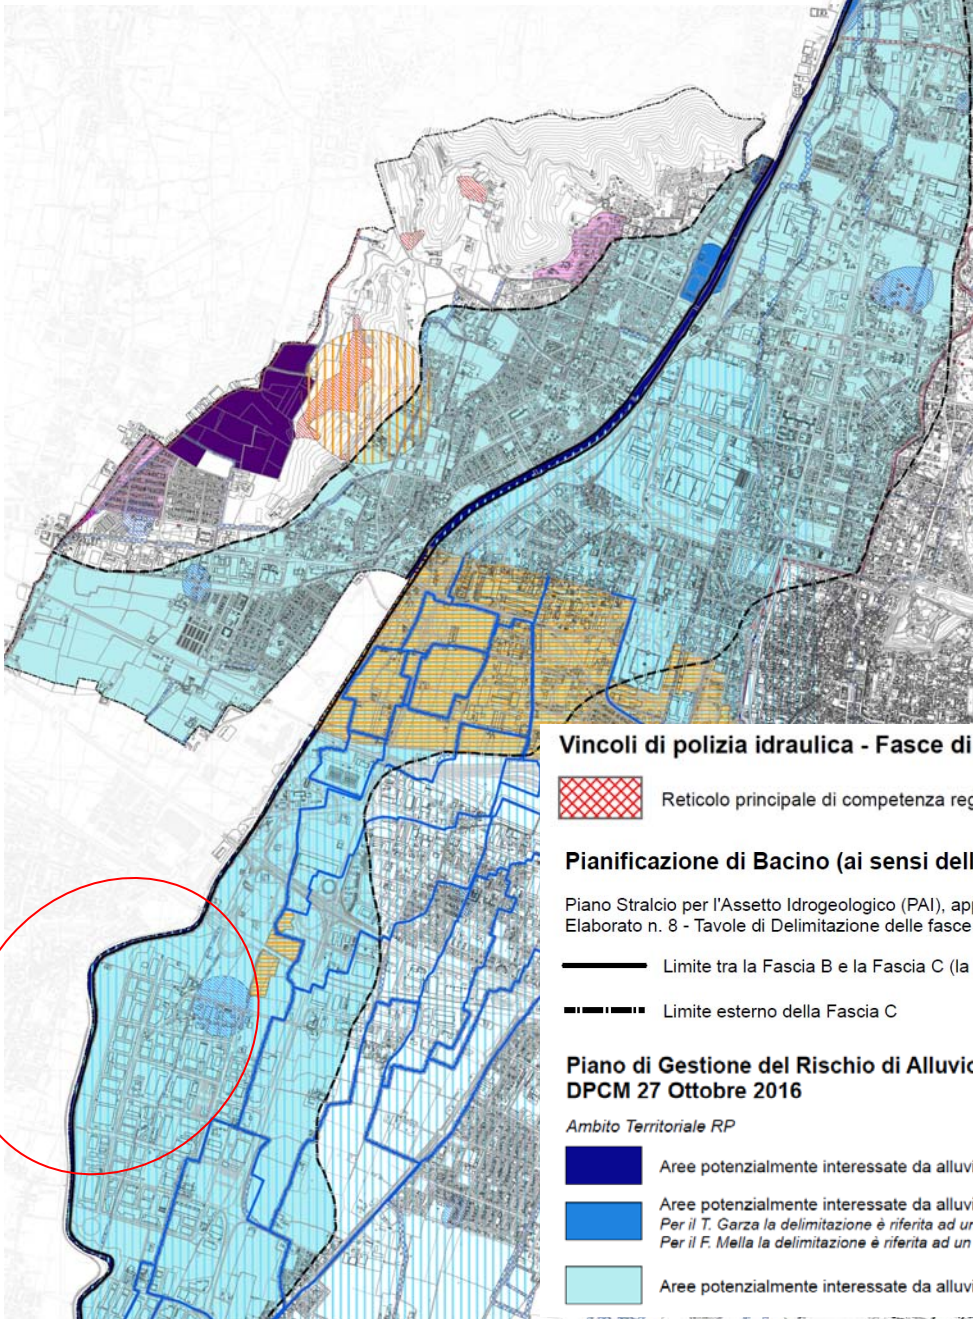 Vincoli di polizia idraulica - Fasce di
Reticolo principale di competenza reg
Pianificazione di Bacino (ai sensi dell
Piano Stralcio per l'Assetto Idrogeologico (PAI), app
Elaborato n. 8 - Tavole di Delimitazione delle fasce
Limite tra la Fascia B e la Fascia C (la
Limite esterno della Fascia C
Piano di Gestione del Rischio di Alluvio
DPCM 27 Ottobre 2016
Ambito Territoriale RP
Aree potenzialmente interessate da alluvi
Aree potenzialmente interessate da alluvi
Per il T. Garza la delimitazione è riferita ad un
Per il F. Mella la delimitazione è riferita ad un
Aree potenzialmente interessate da alluvi